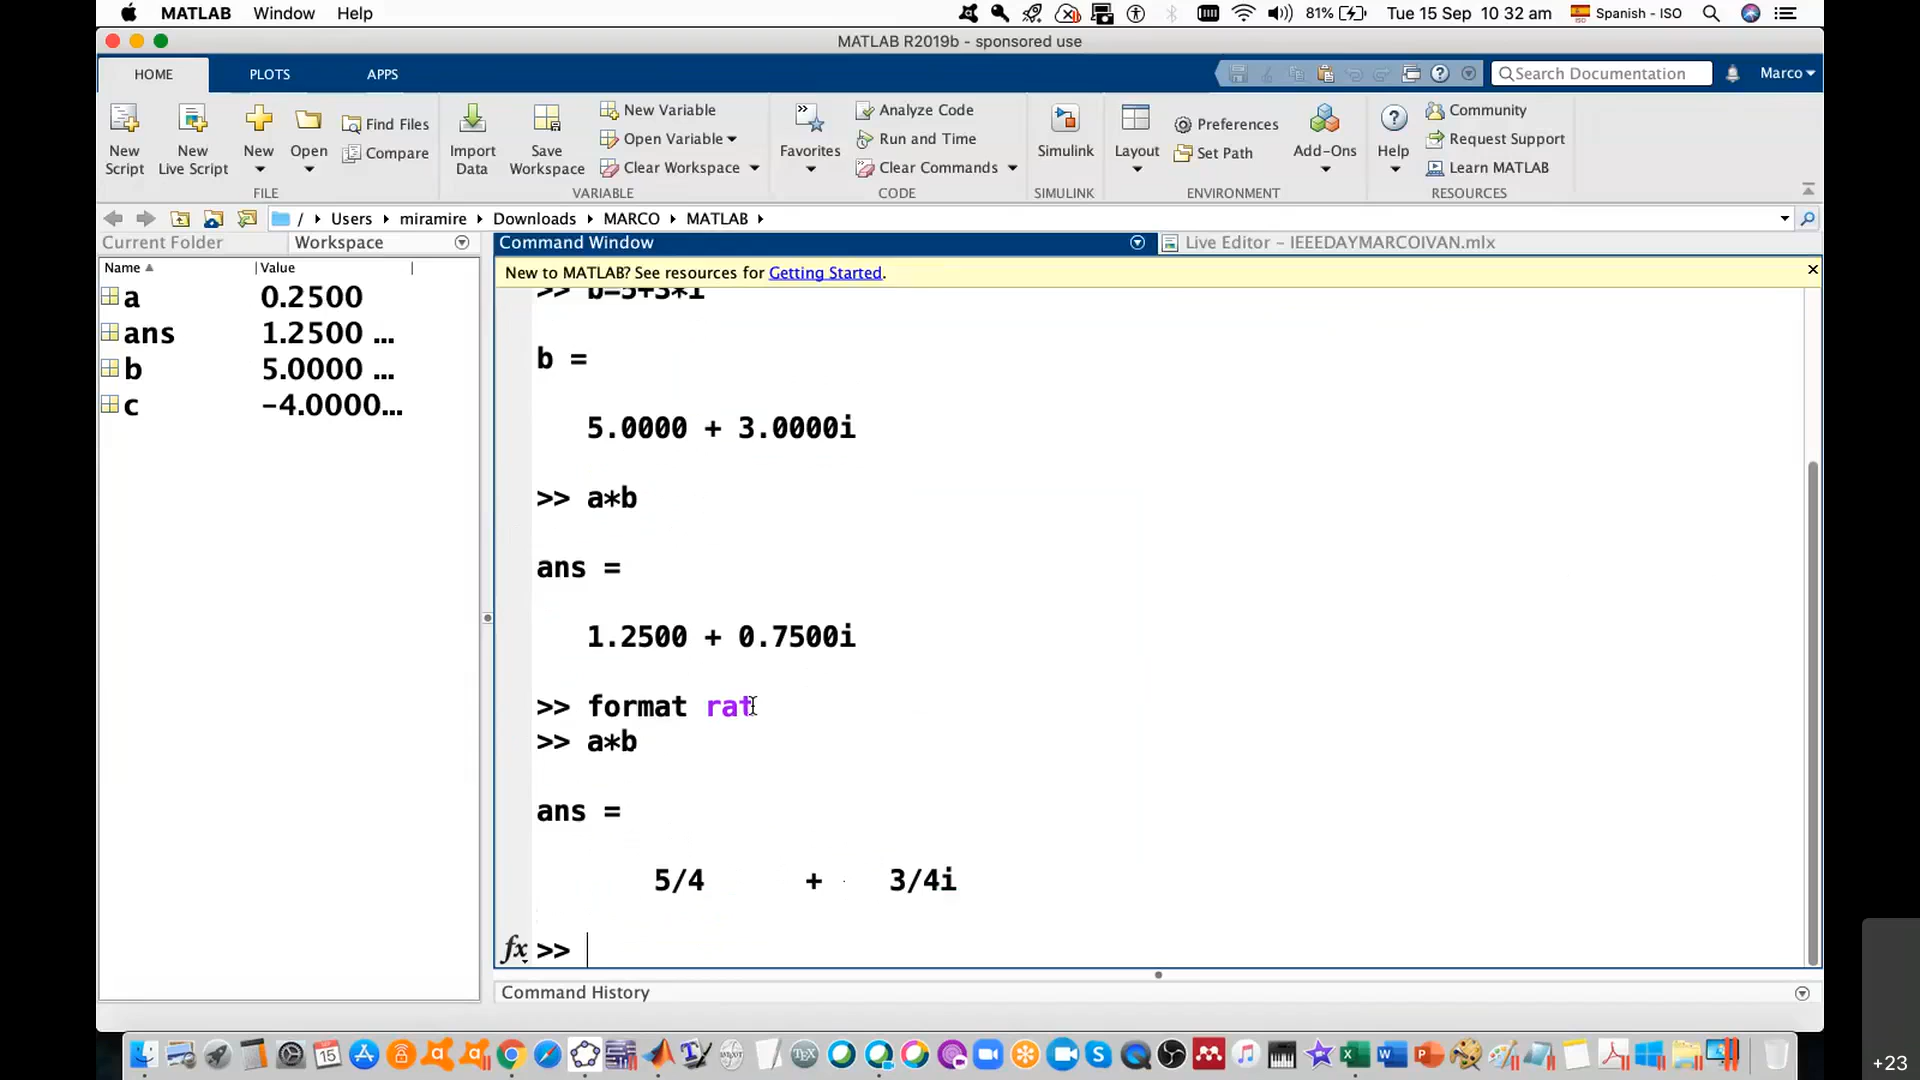 MATLAB Window Help 81% Tue 15 Sep 10 32 am Spanish - ISO
MATLAB R2019b - sponsored use
HOME PLOTS APPS Search Documentation Marco
New Script
New Live Script
New
Open
Find Files
Compare
FILE
Import Data
Save Workspace
New Variable
Open Variable
Clear Workspace
VARIABLE
Favorites
Analyze Code
Run and Time
Clear Commands
CODE
Simulink
SIMULINK
Layout
Preferences
Set Path
Add-Ons
ENVIRONMENT
Help
Community
Request Support
Learn MATLAB
RESOURCES
/ Users miramire Downloads MARCO MATLAB
Current Folder Workspace
Name Value
a 0.2500
ans 1.2500 ...
b 5.0000 ...
c -4.0000...
Command Window Live Editor - IEEEDAYMARCOIVAN.mlx
New to MATLAB? See resources for Getting Started.
>> b=5+3*i
b =
5.0000 + 3.0000i
>> a*b
ans =
1.2500 + 0.7500i
>> format rat
>> a*b
ans =
5/4 + 3/4i
fx >>
Command History
+23